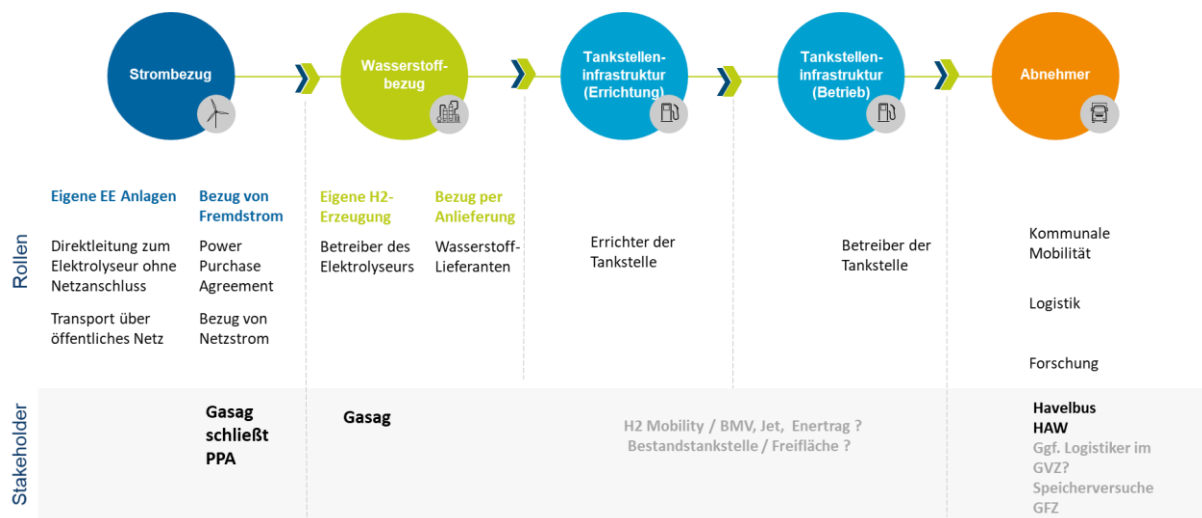 Strombezug
Wasserstoff-
bezug
Tankstellen-
infrastruktur
(Errichtung)
Tankstellen-
infrastruktur
(Betrieb)
Abnehmer
Rollen
Eigene EE Anlagen
Direktleitung zum
Elektrolyseur ohne
Netzanschluss
Transport über
öffentliches Netz
Bezug von
Fremdstrom
Power
Purchase
Agreement
Bezug von
Netzstrom
Eigene H2-
Erzeugung
Betreiber des
Elektrolyseurs
Bezug per
Anlieferung
Wasserstoff-
Lieferanten
Errichter der
Tankstelle
Betreiber der
Tankstelle
Kommunale
Mobilität
Logistik
Forschung
Stakeholder
Gasag
schließt
PPA
Gasag
H2 Mobility / BMV, Jet, Enertrag ?
Bestandstankstelle / Freifläche ?
Havelbus
HAW
Ggf. Logistiker im
GVZ?
Speicherversuche
GFZ